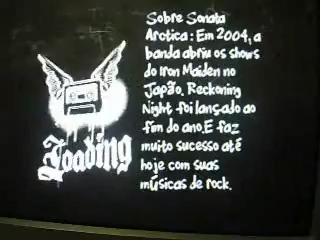 Sobre Sonata
Arctica: Em 2004, a
banda abriu os shows
do Iron Maiden no
Japão. Reckoning
Night foi lançado ao
fim do ano.E faz
muito sucesso até
hoje com suas
músicas de rock.
Loading